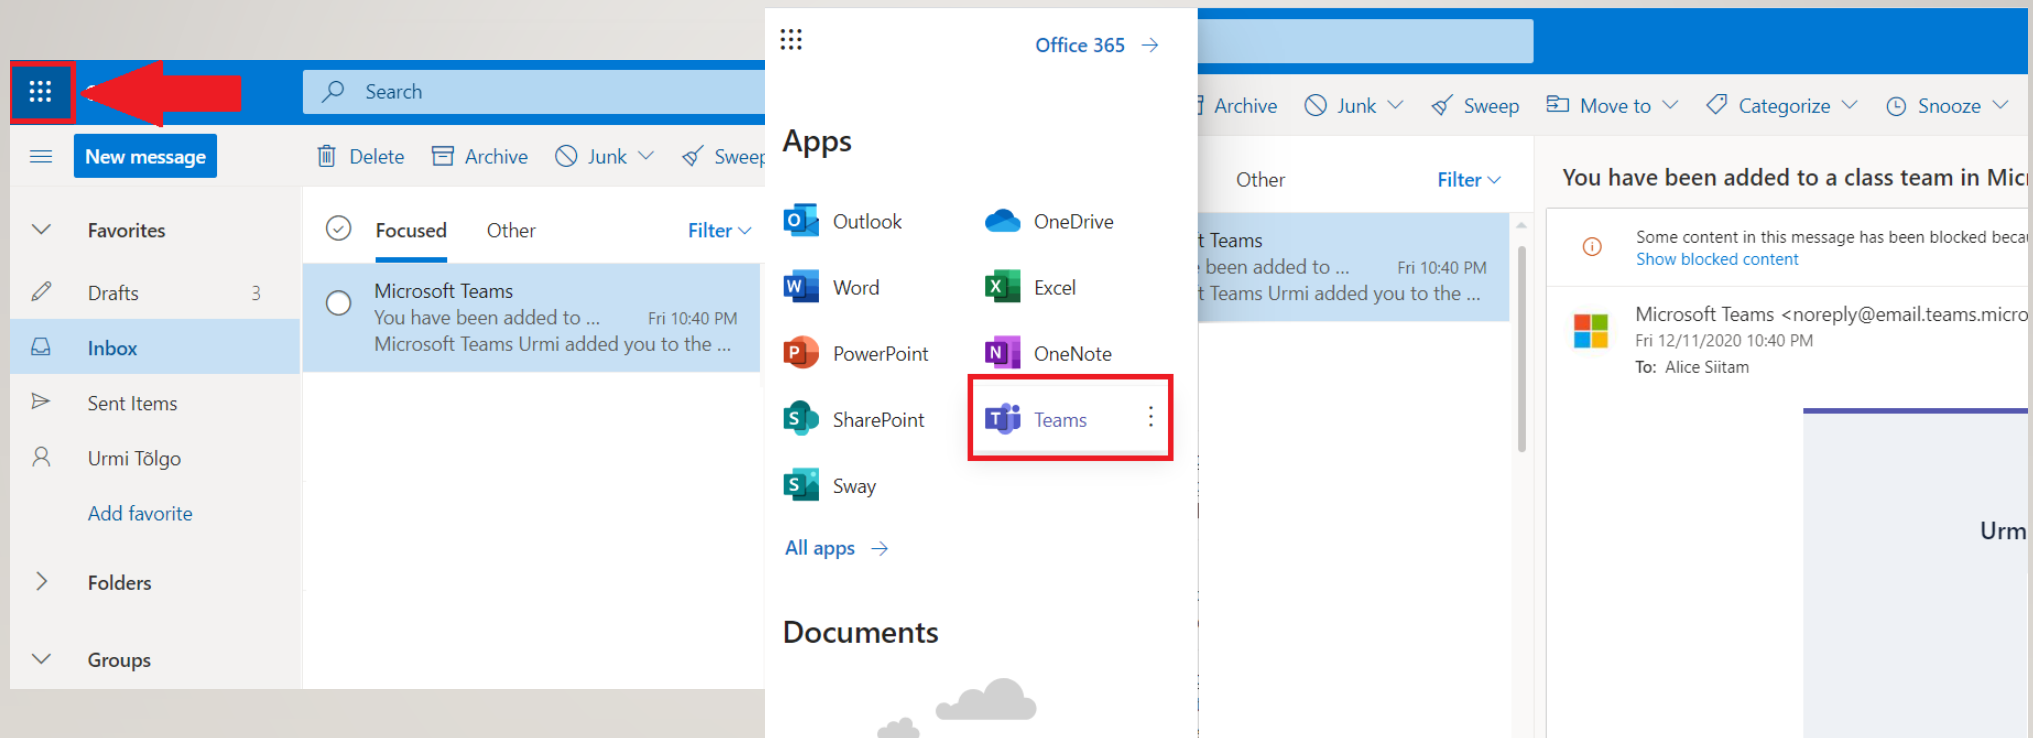 Search
New message
Delete
Archive
Junk
Sweep
Favorites
Drafts 3
Inbox
Sent Items
Urmi Tõlgo
Add favorite
Folders
Groups
Focused
Other
Filter
Microsoft Teams
You have been added to ... Fri 10:40 PM
Microsoft Teams Urmi added you to the ...
Office 365
Apps
Outlook
OneDrive
Word
Excel
PowerPoint
OneNote
SharePoint
Teams
Sway
All apps
Documents
Archive
Junk
Sweep
Move to
Categorize
Snooze
Other
Filter
t Teams
been added to ... Fri 10:40 PM
t Teams Urmi added you to the ...
You have been added to a class team in Mic
Some content in this message has been blocked becau
Show blocked content
Microsoft Teams <noreply@email.teams.micro
Fri 12/11/2020 10:40 PM
To: Alice Siitam
Urm